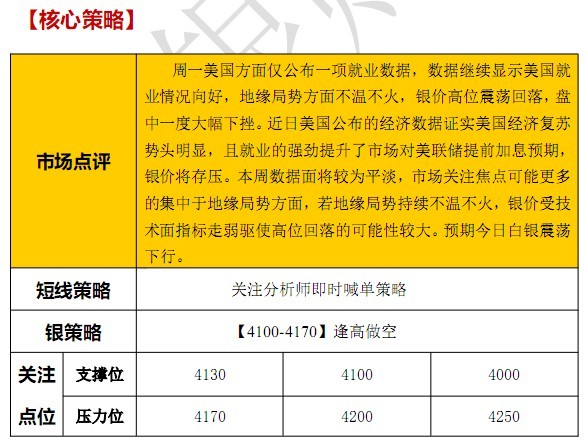 【核心策略】
市场点评
周一美国方面仅公布一项就业数据，数据继续显示美国就
业情况向好，地缘局势方面不温不火，银价高位震荡回落，盘
中一度大幅下挫。近日美国公布的经济数据证实美国经济复苏
势头明显，且就业的强劲提升了市场对美联储提前加息预期，
银价将存压。本周数据面将较为平淡，市场关注焦点可能更多
的集中于地缘局势方面，若地缘局势持续不温不火，银价受技
术面指标走弱驱使高位回落的可能性较大。预期今日白银震荡
下行。
短线策略 关注分析师即时喊单策略
银策略 【4100-4170】逢高做空
关注 支撑位 4130 4100 4000
点位 压力位 4170 4200 4250